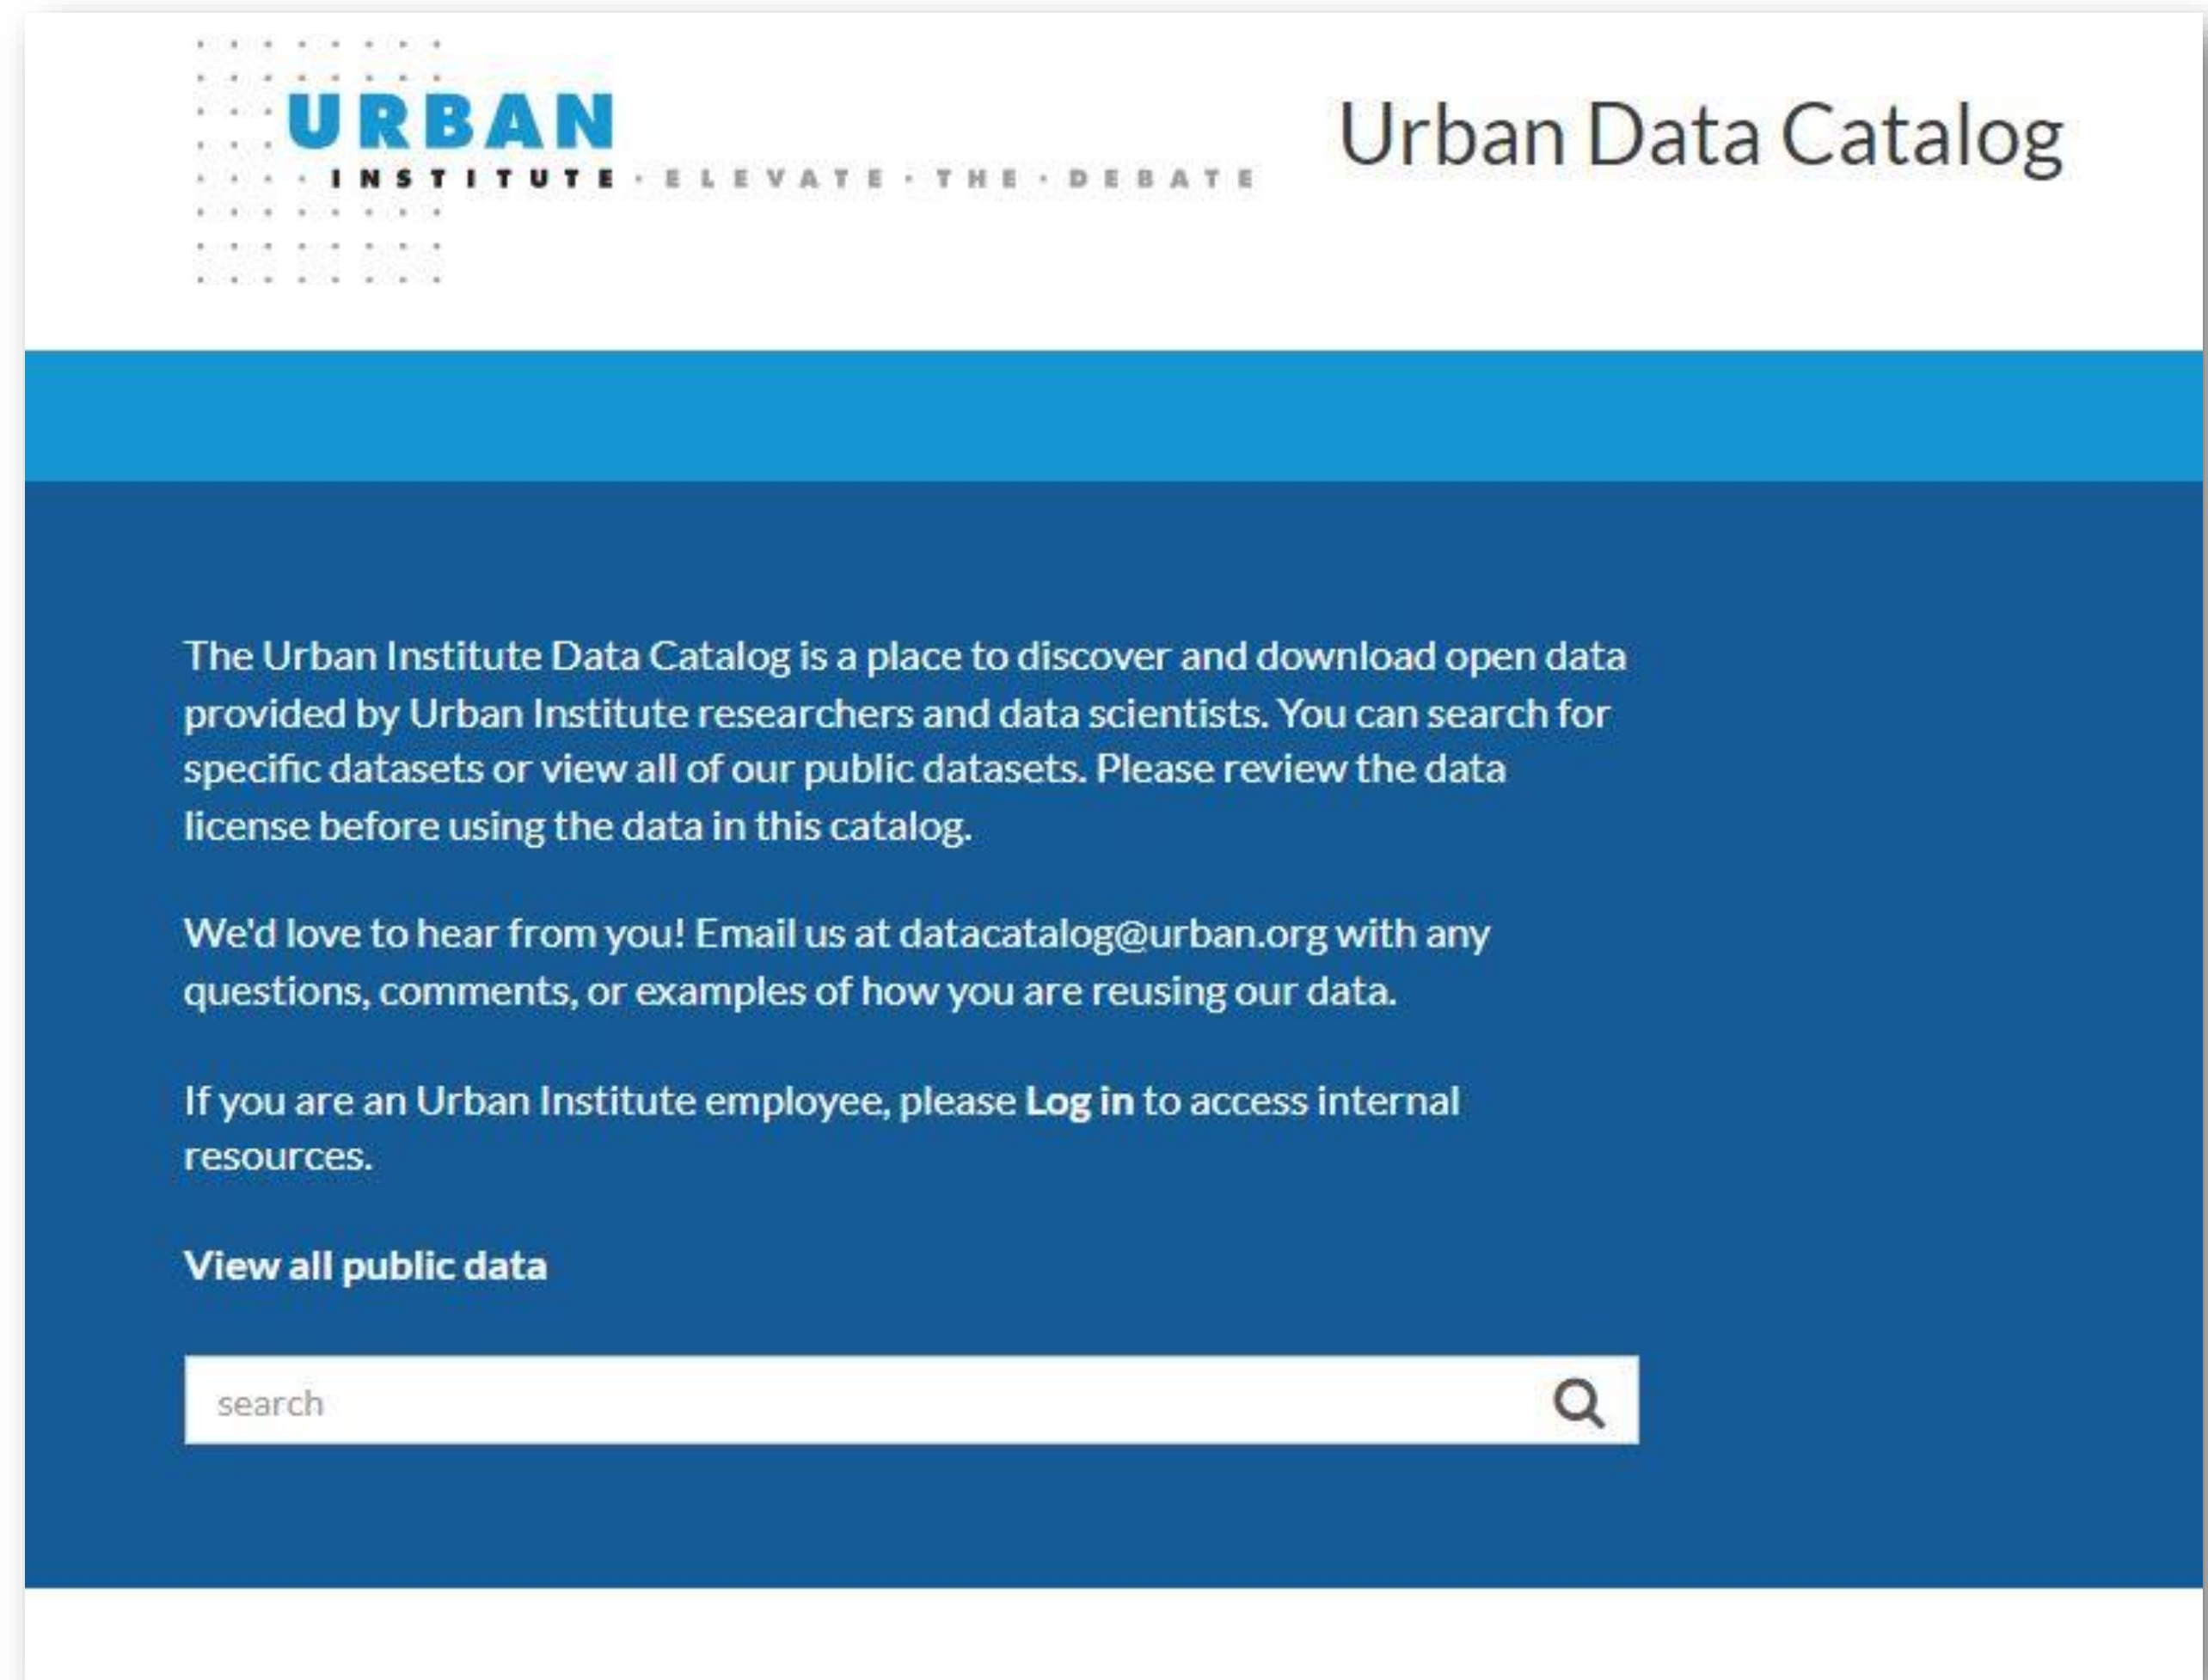 URBAN
INSTITUTE · ELEVATE · THE · DEBATE
Urban Data Catalog
The Urban Institute Data Catalog is a place to discover and download open data
provided by Urban Institute researchers and data scientists. You can search for
specific datasets or view all of our public datasets. Please review the data
license before using the data in this catalog.
We'd love to hear from you! Email us at datacatalog@urban.org with any
questions, comments, or examples of how you are reusing our data.
If you are an Urban Institute employee, please Log in to access internal
resources.
View all public data
search